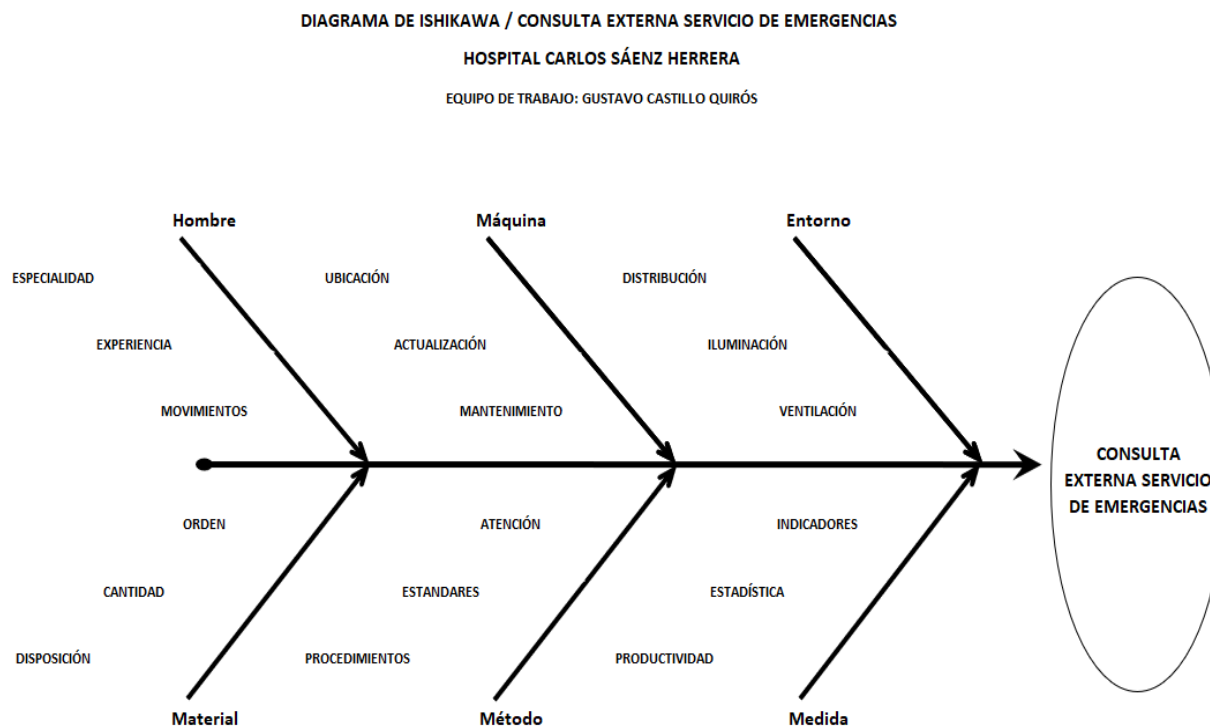 DIAGRAMA DE ISHIKAWA / CONSULTA EXTERNA SERVICIO DE EMERGENCIAS
HOSPITAL CARLOS SÁENZ HERRERA
EQUIPO DE TRABAJO: GUSTAVO CASTILLO QUIRÓS
Hombre
Máquina
Entorno
ESPECIALIDAD
UBICACIÓN
DISTRIBUCIÓN
EXPERIENCIA
ACTUALIZACIÓN
ILUMINACIÓN
MOVIMIENTOS
MANTENIMIENTO
VENTILACIÓN
CONSULTA
EXTERNA SERVICIO
DE EMERGENCIAS
ORDEN
ATENCIÓN
INDICADORES
CANTIDAD
ESTANDARES
ESTADÍSTICA
DISPOSICIÓN
PROCEDIMIENTOS
PRODUCTIVIDAD
Material
Método
Medida